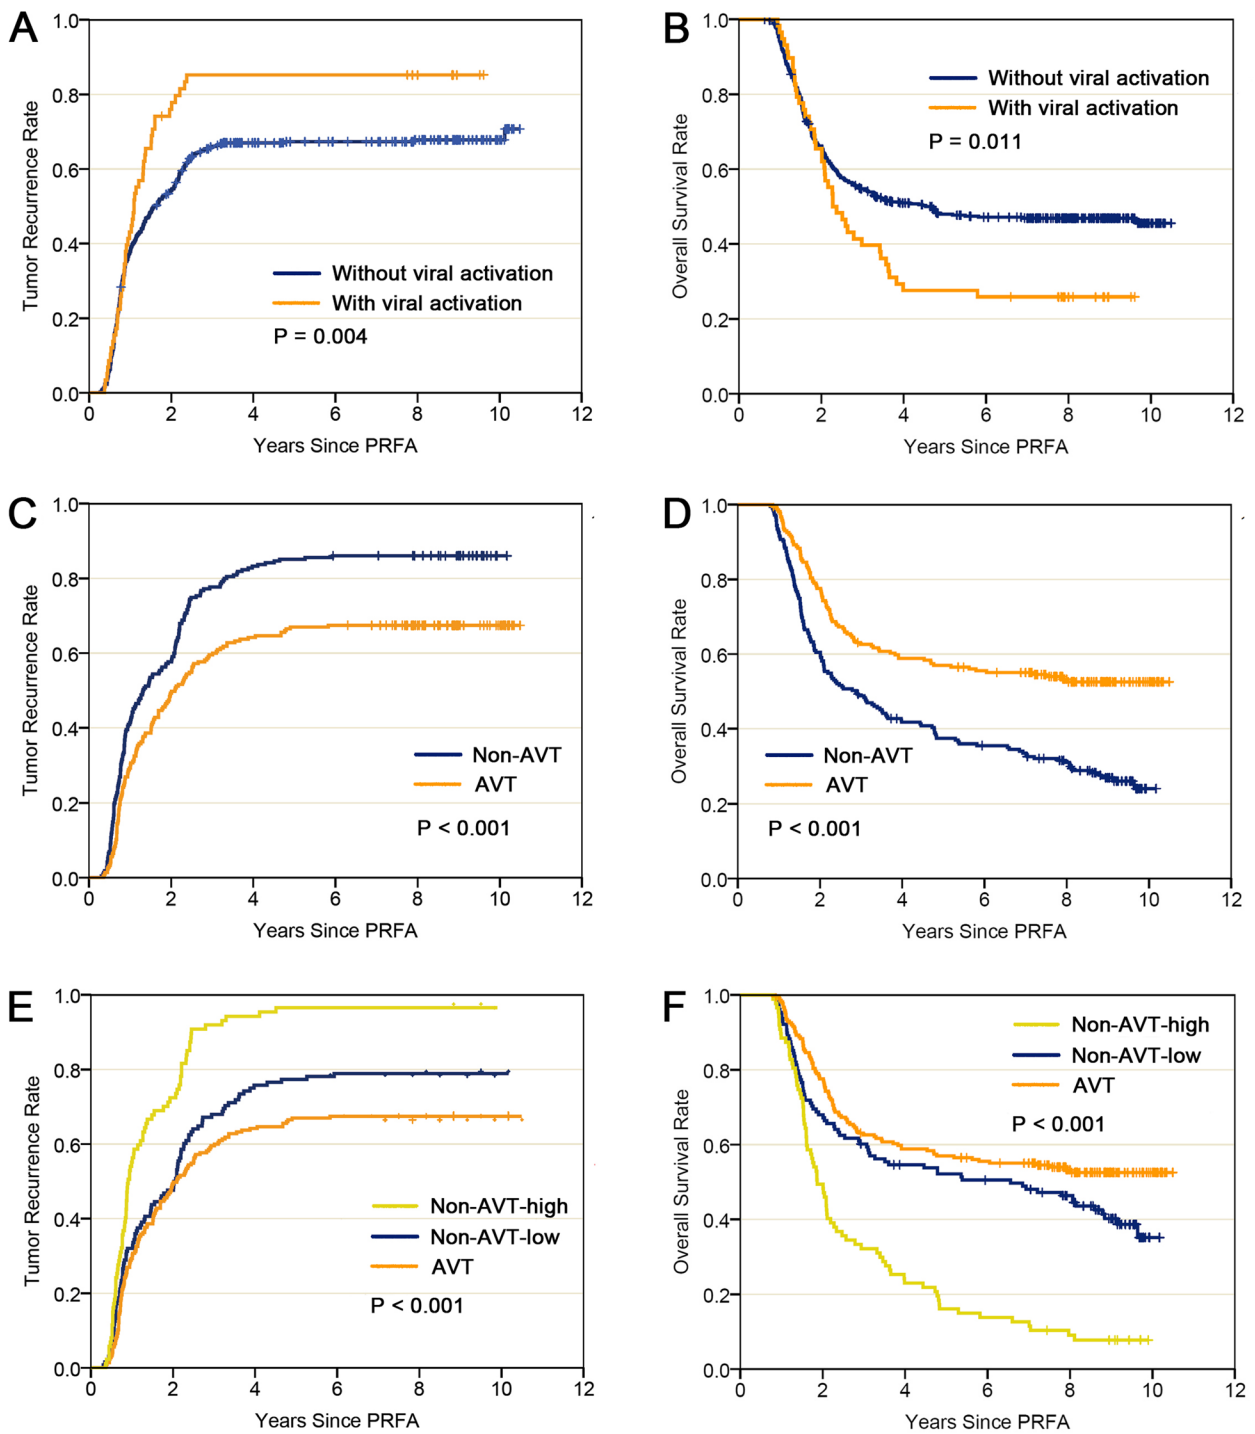 A
Tumor Recurrence Rate
1.0
0.8
0.6
0.4
0.2
0.0
Without viral activation
With viral activation
P = 0.004
0 2 4 6 8 10 12
Years Since PRFA
B
Overall Survival Rate
1.0
0.8
0.6
0.4
0.2
0.0
Without viral activation
With viral activation
P = 0.011
0 2 4 6 8 10 12
Years Since PRFA
C
Tumor Recurrence Rate
1.0
0.8
0.6
0.4
0.2
0.0
Non-AVT
AVT
P < 0.001
0 2 4 6 8 10 12
Years Since PRFA
D
Overall Survival Rate
1.0
0.8
0.6
0.4
0.2
0.0
Non-AVT
AVT
P < 0.001
0 2 4 6 8 10 12
Years Since PRFA
E
Tumor Recurrence Rate
1.0
0.8
0.6
0.4
0.2
0.0
Non-AVT-high
Non-AVT-low
AVT
P < 0.001
0 2 4 6 8 10 12
Years Since PRFA
F
Overall Survival Rate
1.0
0.8
0.6
0.4
0.2
0.0
Non-AVT-high
Non-AVT-low
AVT
P < 0.001
0 2 4 6 8 10 12
Years Since PRFA